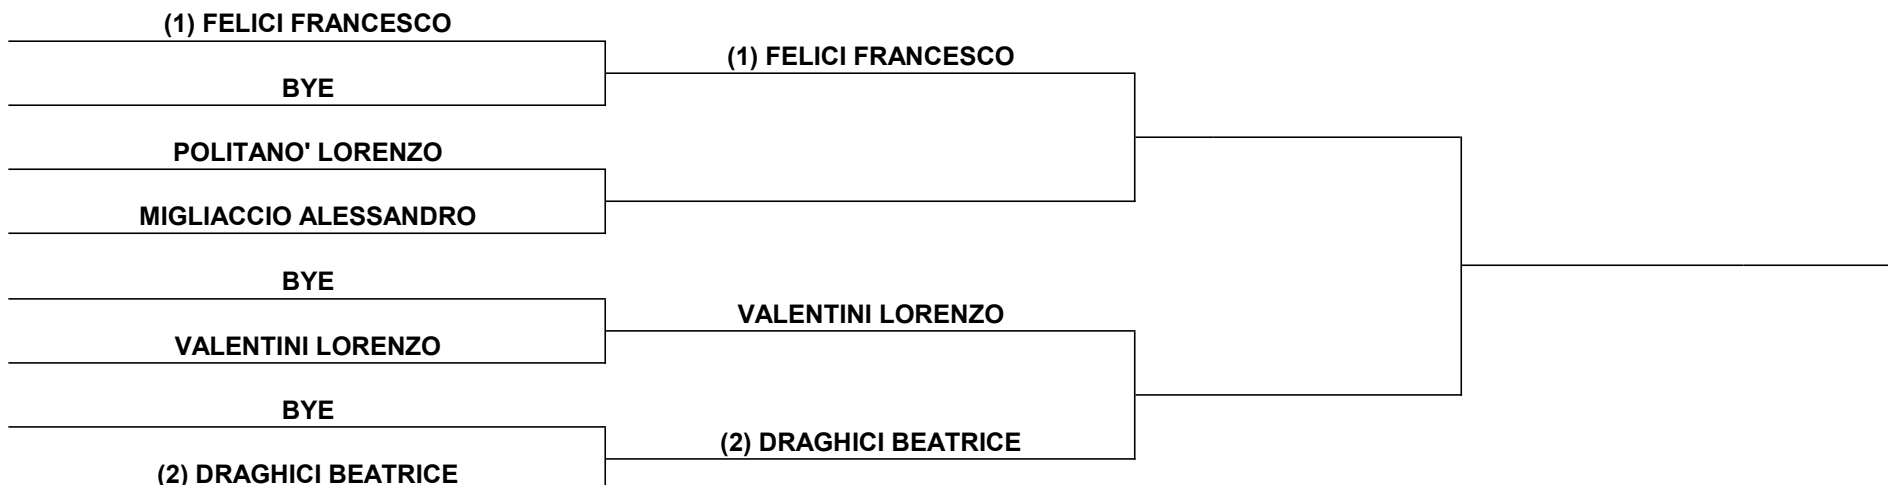 (1) FELICI FRANCESCO
BYE
POLITANO' LORENZO
MIGLIACCIO ALESSANDRO
BYE
VALENTINI LORENZO
BYE
(2) DRAGHICI BEATRICE
(1) FELICI FRANCESCO
VALENTINI LORENZO
(2) DRAGHICI BEATRICE